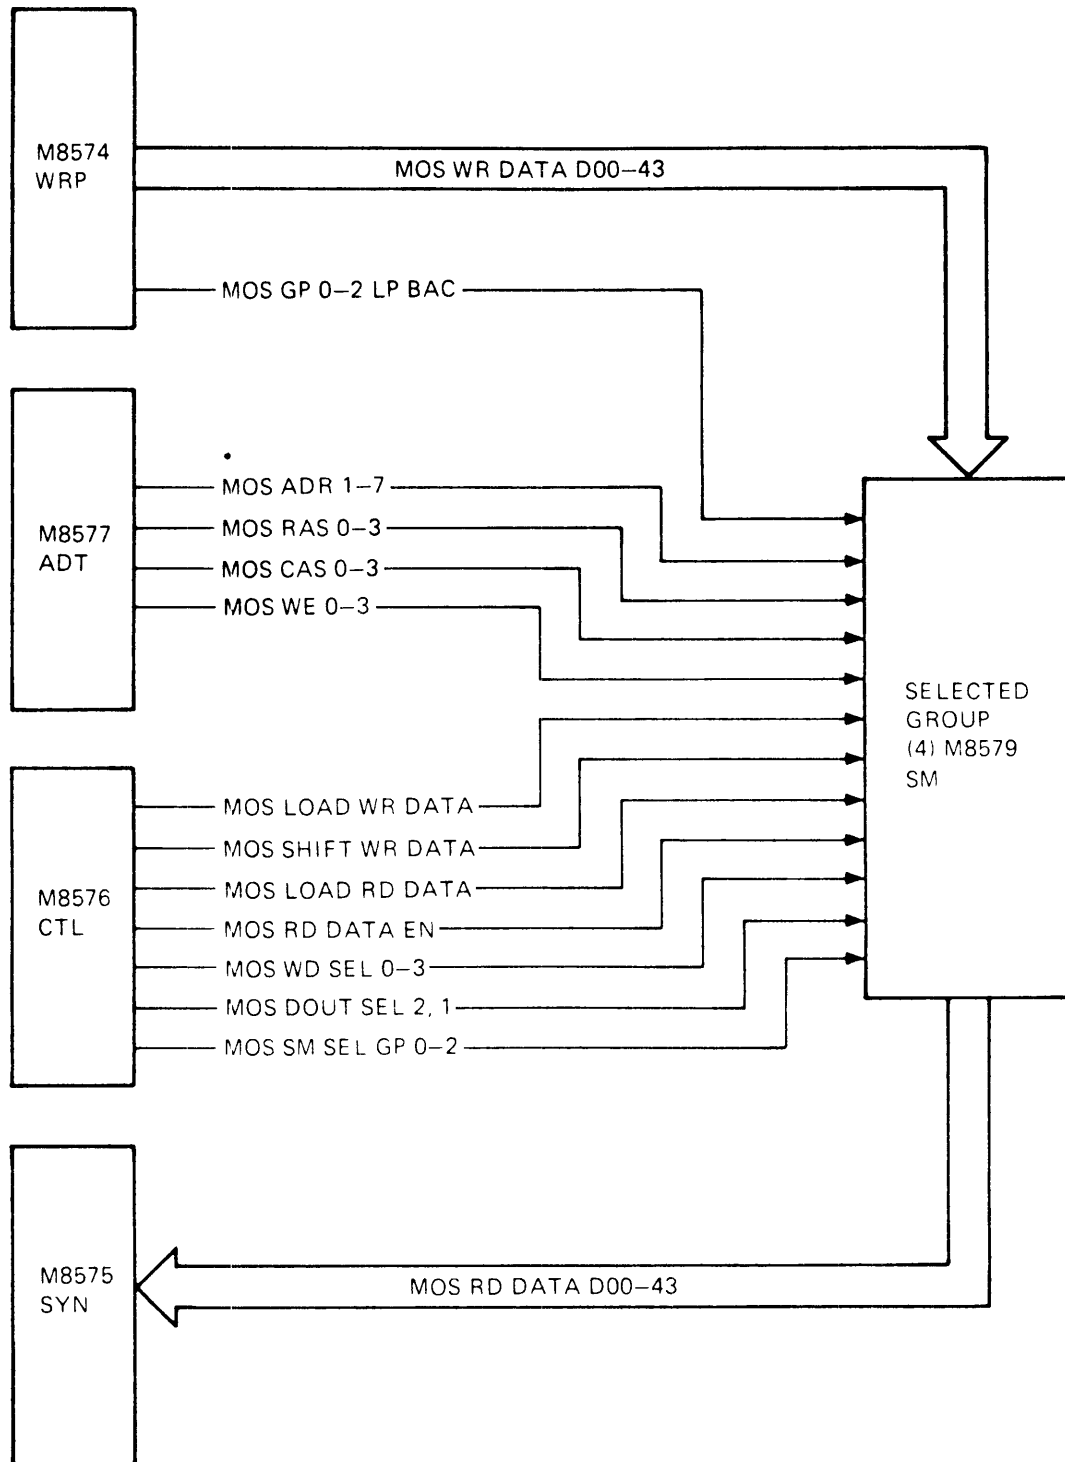 M8574
WRP
MOS WR DATA D00–43
MOS GP 0–2 LP BAC
M8577
ADT
MOS ADR 1–7
MOS RAS 0–3
MOS CAS 0–3
MOS WE 0–3
SELECTED
GROUP
(4) M8579
SM
M8576
CTL
MOS LOAD WR DATA
MOS SHIFT WR DATA
MOS LOAD RD DATA
MOS RD DATA EN
MOS WD SEL 0–3
MOS DOUT SEL 2, 1
MOS SM SEL GP 0–2
M8575
SYN
MOS RD DATA D00–43